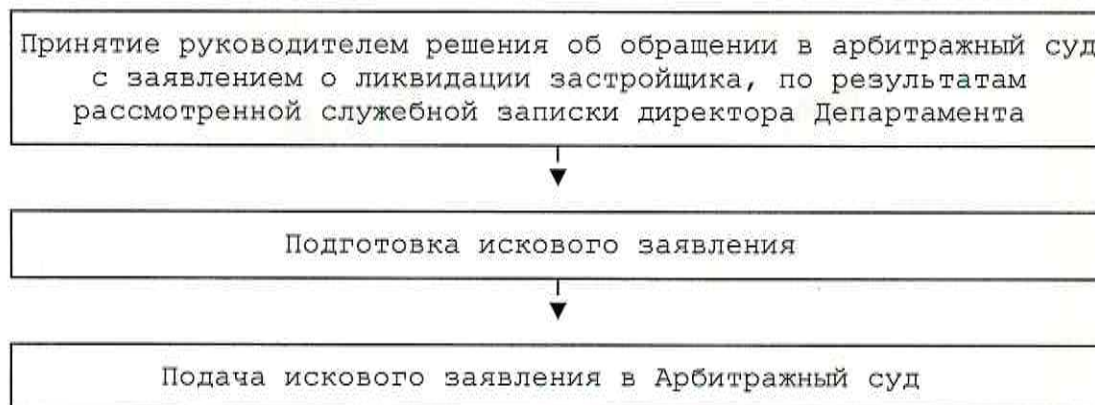 Принятие руководителем решения об обращении в арбитражный суд
с заявлением о ликвидации застройщика, по результатам
рассмотренной служебной записки директора Департамента
Подготовка искового заявления
Подача искового заявления в Арбитражный суд